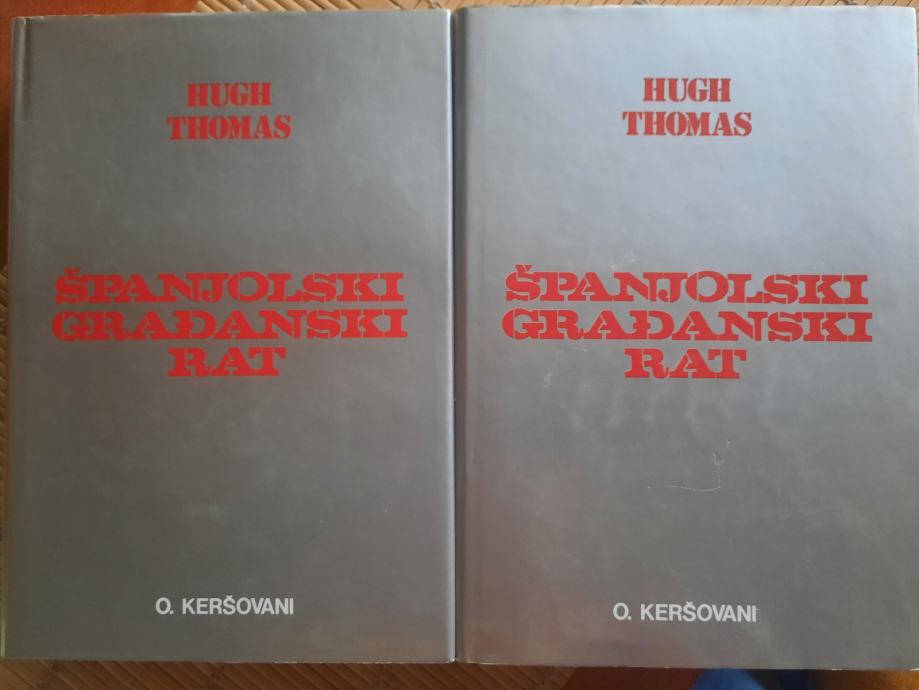 HUGH
THOMAS
ŠPANJOLSKI
GRAĐANSKI
RAT
O. KERŠOVANI
HUGH
THOMAS
ŠPANJOLSKI
GRAĐANSKI
RAT
O. KERŠOVANI